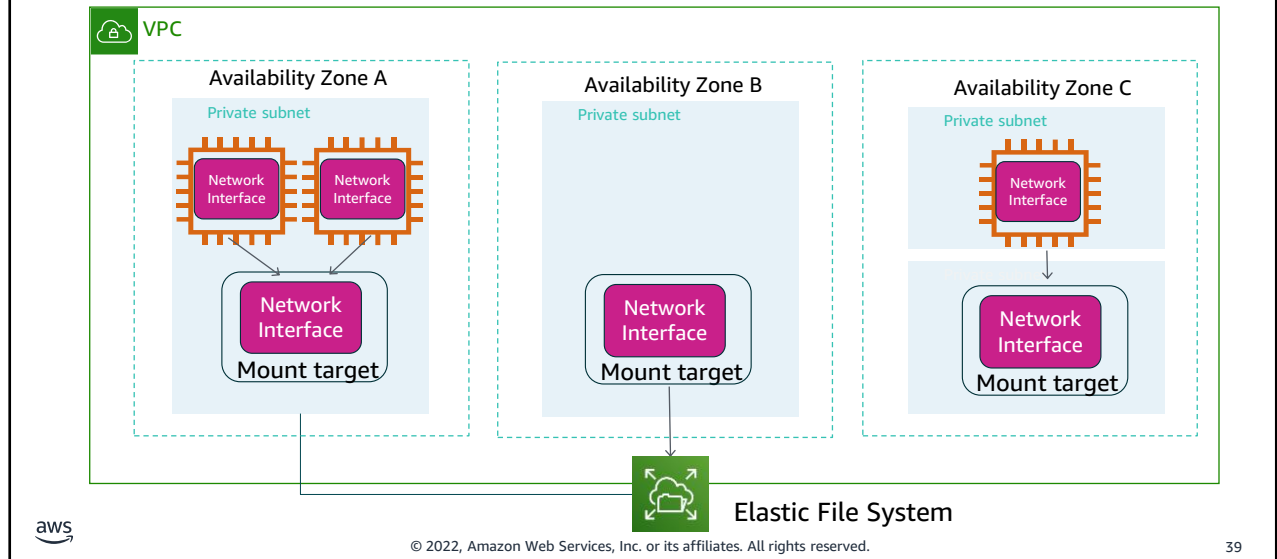 VPC
Availability Zone A
Private subnet
Network
Interface
Network
Interface
Network
Interface
Mount target
Availability Zone B
Private subnet
Network
Interface
Mount target
Availability Zone C
Private subnet
Network
Interface
Network
Interface
Mount target
Elastic File System
aws
© 2022, Amazon Web Services, Inc. or its affiliates. All rights reserved.
39